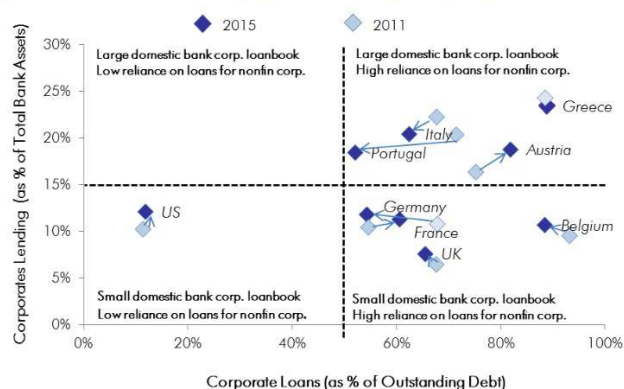 2015 2011
30%
25%
20%
15%
10%
5%
0%
Corporates Lending (as % of Total Bank Assets)
Large domestic bank corp. loanbook
Low reliance on loans for nonfin corp.
Large domestic bank corp. loanbook
High reliance on loans for nonfin corp.
Greece
Italy
Portugal
Austria
US
Germany
France
Belgium
UK
Small domestic bank corp. loanbook
Low reliance on loans for nonfin corp.
Small domestic bank corp. loanbook
High reliance on loans for nonfin corp.
0% 20% 40% 60% 80% 100%
Corporate Loans (as % of Outstanding Debt)